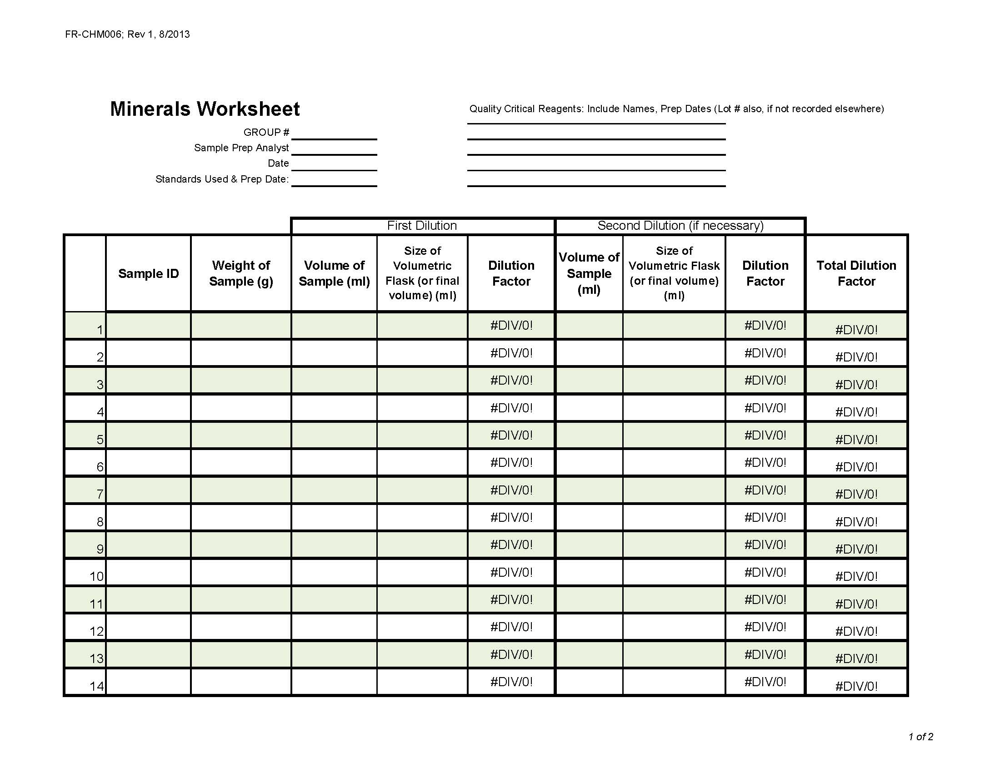 FR-CHM006; Rev 1, 8/2013
Minerals Worksheet
Quality Critical Reagents: Include Names, Prep Dates (Lot # also, if not recorded elsewhere)
GROUP #
Sample Prep Analyst
Date
Standards Used & Prep Date:
First Dilution
Second Dilution (if necessary)
Sample ID
Weight of
Sample (g)
Volume of
Sample (ml)
Size of
Volumetric
Flask (or final
volume) (ml)
Dilution
Factor
Volume of
Sample
(ml)
Size of
Volumetric Flask
(or final volume)
(ml)
Dilution
Factor
Total Dilution
Factor
1 #DIV/0! #DIV/0! #DIV/0!
2 #DIV/0! #DIV/0! #DIV/0!
3 #DIV/0! #DIV/0! #DIV/0!
4 #DIV/0! #DIV/0! #DIV/0!
5 #DIV/0! #DIV/0! #DIV/0!
6 #DIV/0! #DIV/0! #DIV/0!
7 #DIV/0! #DIV/0! #DIV/0!
8 #DIV/0! #DIV/0! #DIV/0!
9 #DIV/0! #DIV/0! #DIV/0!
10 #DIV/0! #DIV/0! #DIV/0!
11 #DIV/0! #DIV/0! #DIV/0!
12 #DIV/0! #DIV/0! #DIV/0!
13 #DIV/0! #DIV/0! #DIV/0!
14 #DIV/0! #DIV/0! #DIV/0!
1 of 2